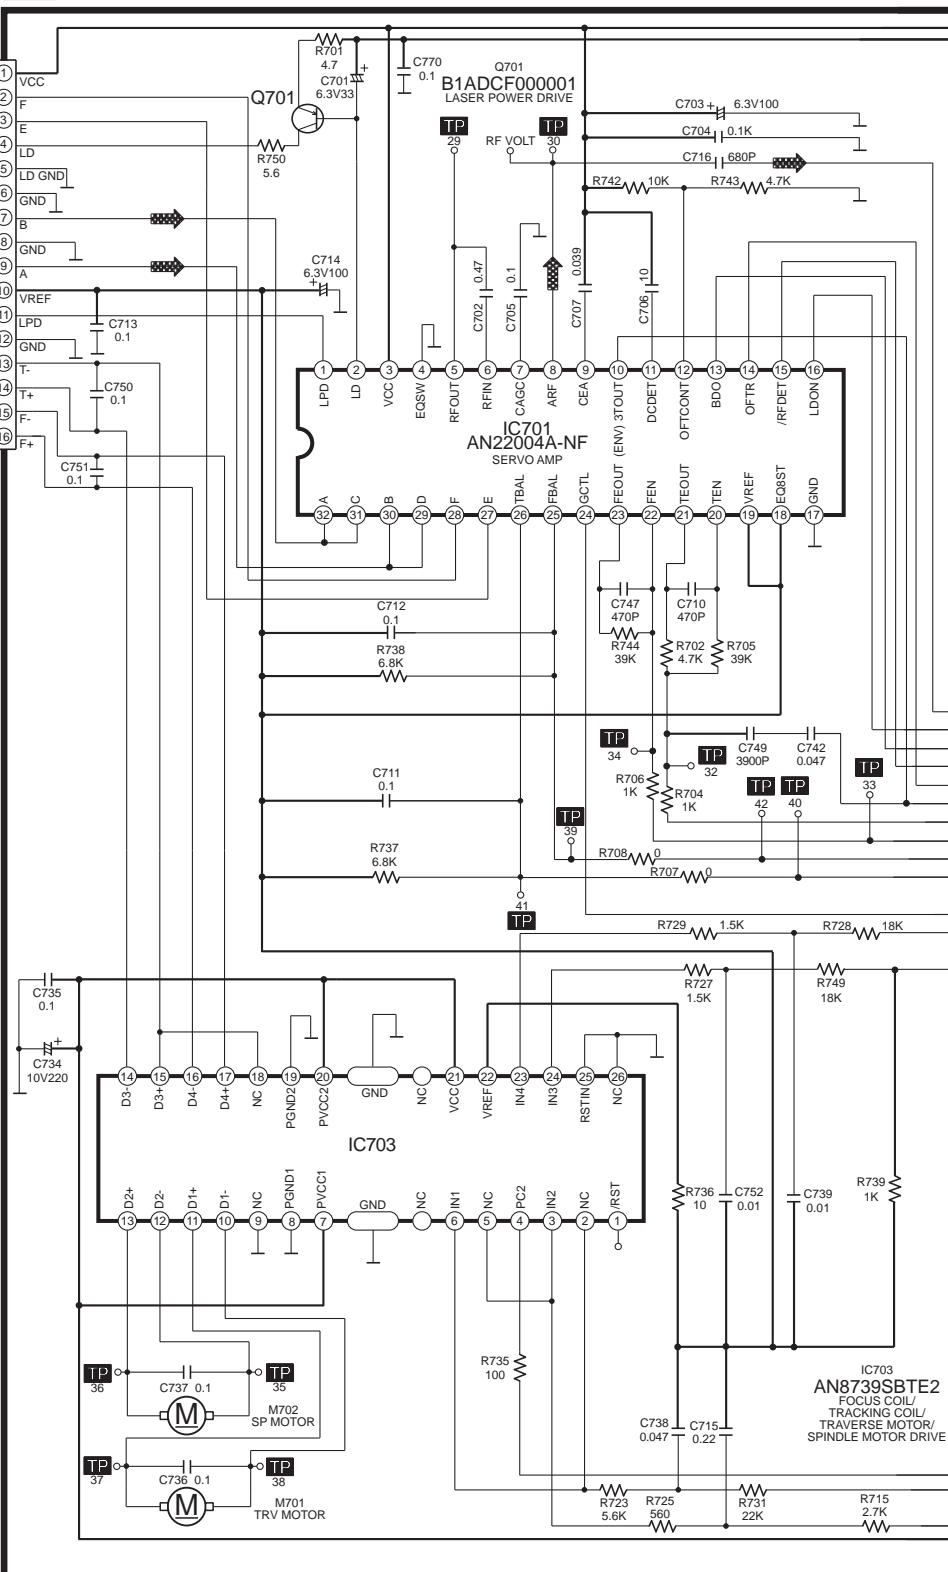 R701
4.7
C701
6.3V33
C770
0.1
Q701
B1ADCF000001
LASER POWER DRIVE
Q701
R750
5.6
TP
29
RF VOLT
TP
30
C703
+
6.3V100
C704
0.1K
C716
680P
R742
10K
R743
4.7K
1
VCC
2
F
3
E
4
LD
5
LD GND
6
GND
7
B
8
GND
9
A
10
VREF
11
LPD
12
GND
13
T-
14
T+
15
F-
16
F+
C714
6.3V100
+
C713
0.1
C750
0.1
C751
0.1
C702
0.47
C705
0.1
C707
0.039
C706
10
1
2
3
4
5
6
7
8
9
10
11
12
13
14
15
16
LPD
LD
VCC
EQSW
RFOUT
RFIN
CAGC
ARF
CEA
(ENV) 3TOUT
DCDET
OFTCONT
BDO
OFTR
/RFDET
LDON
IC701
AN22004A-NF
SERVO AMP
A
C
B
D
F
E
TBAL
FBAL
GCTL
FEOUT
FEN
TEOUT
TEN
VREF
EQ8ST
GND
32
31
30
29
28
27
26
25
24
23
22
21
20
19
18
17
C712
0.1
R738
6.8K
C747
470P
R744
39K
C710
470P
R702
4.7K
R705
39K
TP
34
TP
32
C749
3900P
C742
0.047
C711
0.1
R706
1K
R704
1K
TP
42
TP
40
TP
33
TP
39
R737
6.8K
R708
0
R707
0
41
TP
R729
1.5K
R728
18K
R727
1.5K
R749
18K
C735
0.1
+
C734
10V220
14
15
16
17
18
19
20
21
22
23
24
25
26
D3-
D3+
D4-
D4+
NC
PGND2
PVCC2
GND
NC
VCC
VREF
IN4
IN3
RSTIN
NC
IC703
D2+
D2-
D1+
D1-
NC
PGND1
PVCC1
GND
NC
IN1
NC
PC2
IN2
NC
/RST
13
12
11
10
9
8
7
6
5
4
3
2
1
R736
10
C752
0.01
C739
0.01
R739
1K
TP
36
C737 0.1
TP
35
M
M702
SP MOTOR
TP
37
C736 0.1
TP
38
M
M701
TRV MOTOR
R735
100
C738
0.047
C715
0.22
IC703
AN8739SBTE2
FOCUS COIL/
TRACKING COIL/
TRAVERSE MOTOR/
SPINDLE MOTOR DRIVE
R723
5.6K
R725
560
R731
22K
R715
2.7K